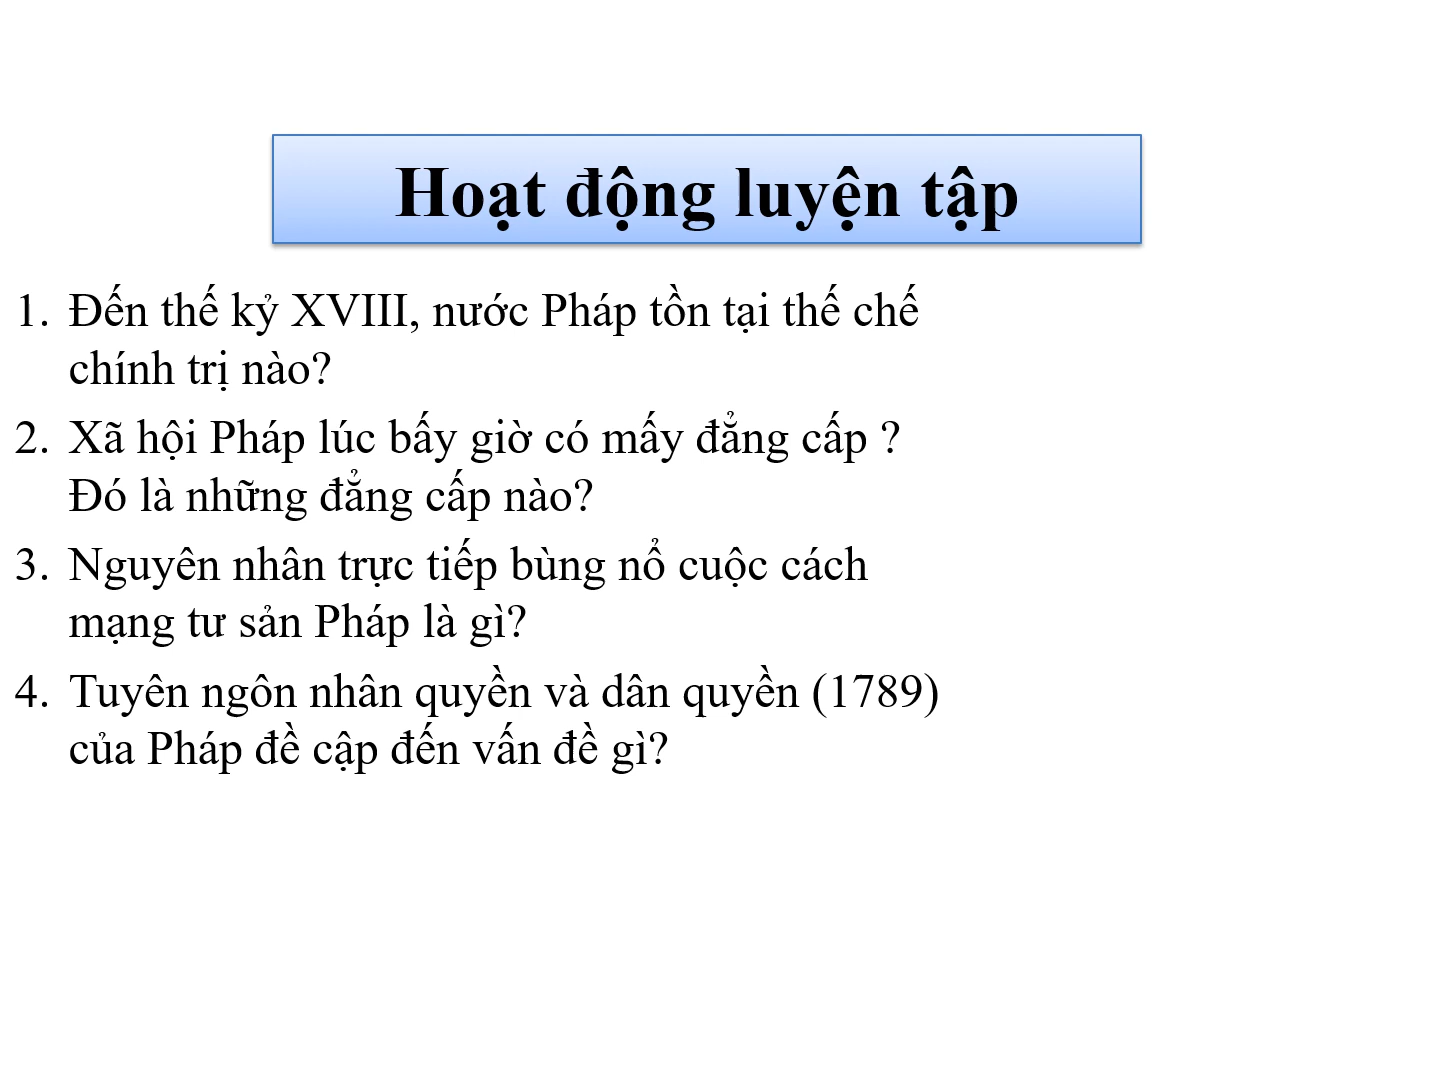 Hoạt động luyện tập
1. Đến thế kỷ XVIII, nước Pháp tồn tại thế chế
chính trị nào?
2. Xã hội Pháp lúc bấy giờ có mấy đẳng cấp ?
Đó là những đẳng cấp nào?
3. Nguyên nhân trực tiếp bùng nổ cuộc cách
mạng tư sản Pháp là gì?
4. Tuyên ngôn nhân quyền và dân quyền (1789)
của Pháp đề cập đến vấn đề gì?